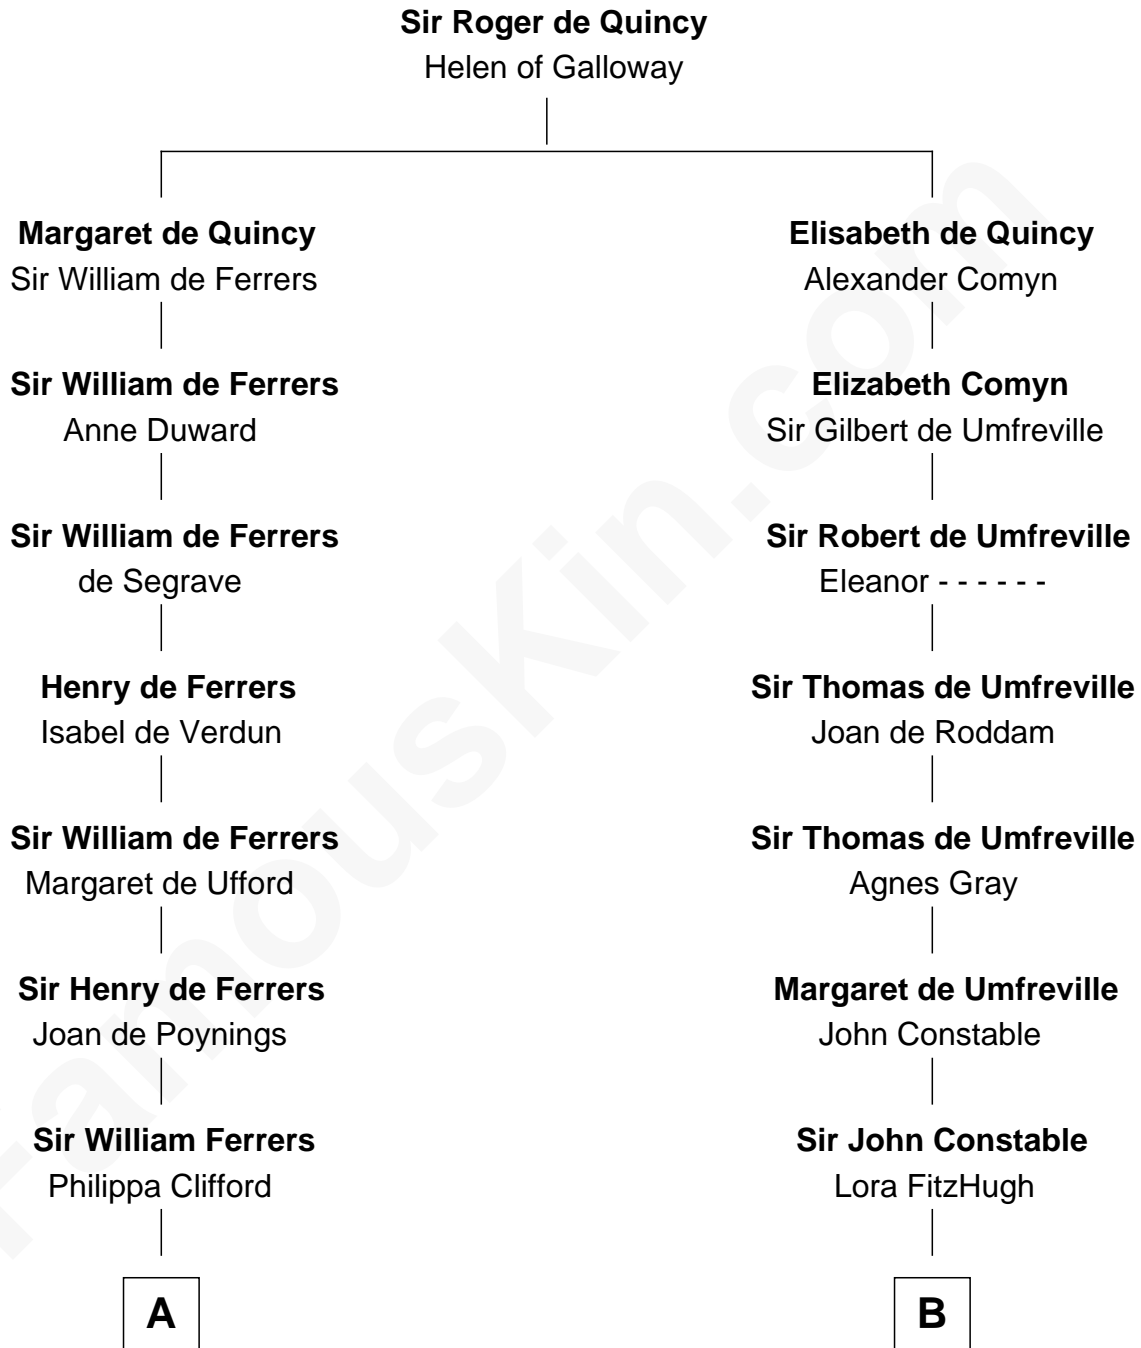 Sir Roger de Quincy
Helen of Galloway
Margaret de Quincy
Sir William de Ferrers
Elisabeth de Quincy
Alexander Comyn
Sir William de Ferrers
Anne Duward
Elizabeth Comyn
Sir Gilbert de Umfreville
Sir William de Ferrers
de Segrave
Sir Robert de Umfreville
Eleanor - - - - - -
Henry de Ferrers
Isabel de Verdun
Sir Thomas de Umfreville
Joan de Roddam
Sir William de Ferrers
Margaret de Ufford
Sir Thomas de Umfreville
Agnes Gray
Sir Henry de Ferrers
Joan de Poynings
Margaret de Umfreville
John Constable
Sir William Ferrers
Philippa Clifford
Sir John Constable
Lora FitzHugh
A
B
FamousKin.com